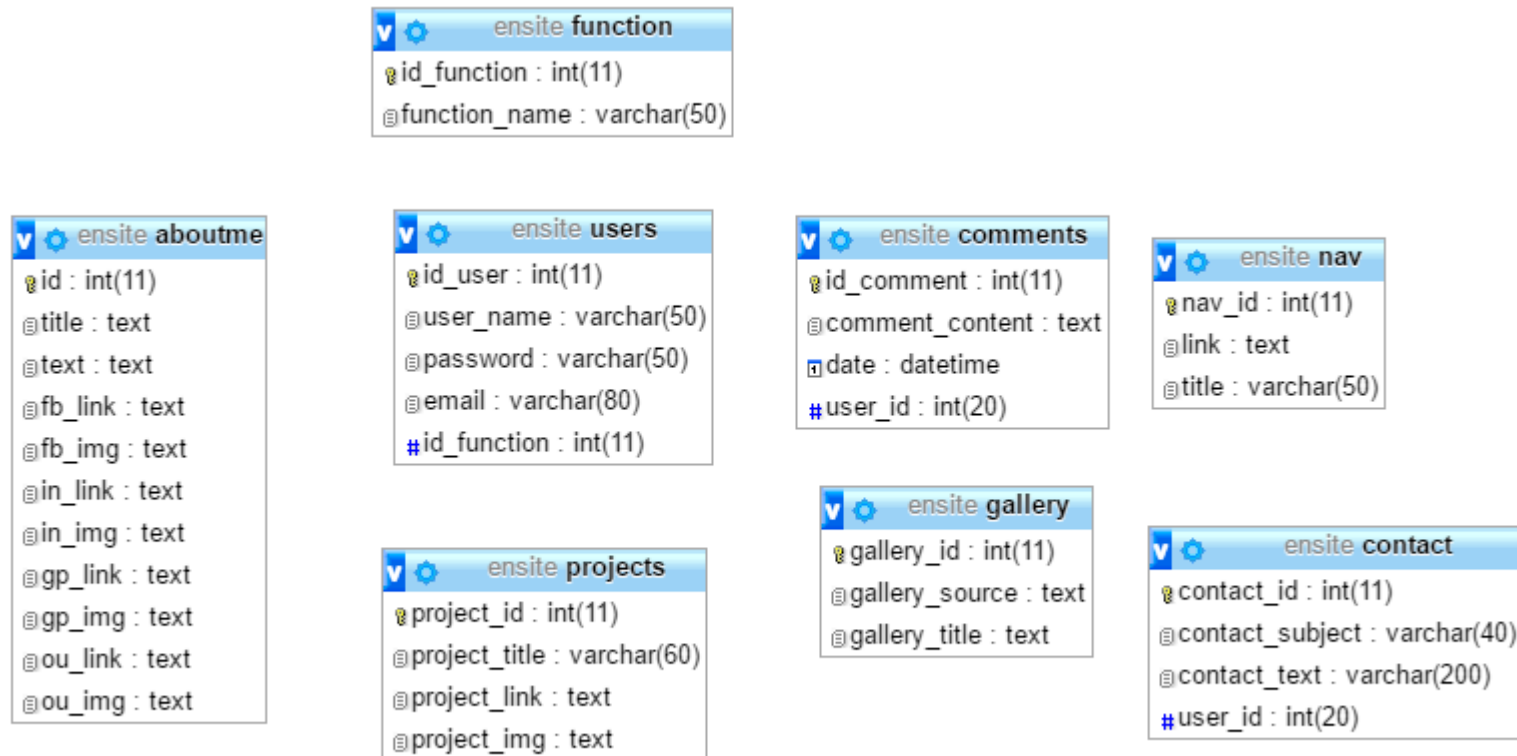 v ensite function
id_function : int(11)
function_name : varchar(50)
v ensite aboutme
id : int(11)
title : text
text : text
fb_link : text
fb_img : text
in_link : text
in_img : text
gp_link : text
gp_img : text
ou_link : text
ou_img : text
v ensite users
id_user : int(11)
user_name : varchar(50)
password : varchar(50)
email : varchar(80)
#id_function : int(11)
v ensite comments
id_comment : int(11)
comment_content : text
date : datetime
#user_id : int(20)
v ensite nav
nav_id : int(11)
link : text
title : varchar(50)
v ensite projects
project_id : int(11)
project_title : varchar(60)
project_link : text
project_img : text
v ensite gallery
gallery_id : int(11)
gallery_source : text
gallery_title : text
v ensite contact
contact_id : int(11)
contact_subject : varchar(40)
contact_text : varchar(200)
#user_id : int(20)